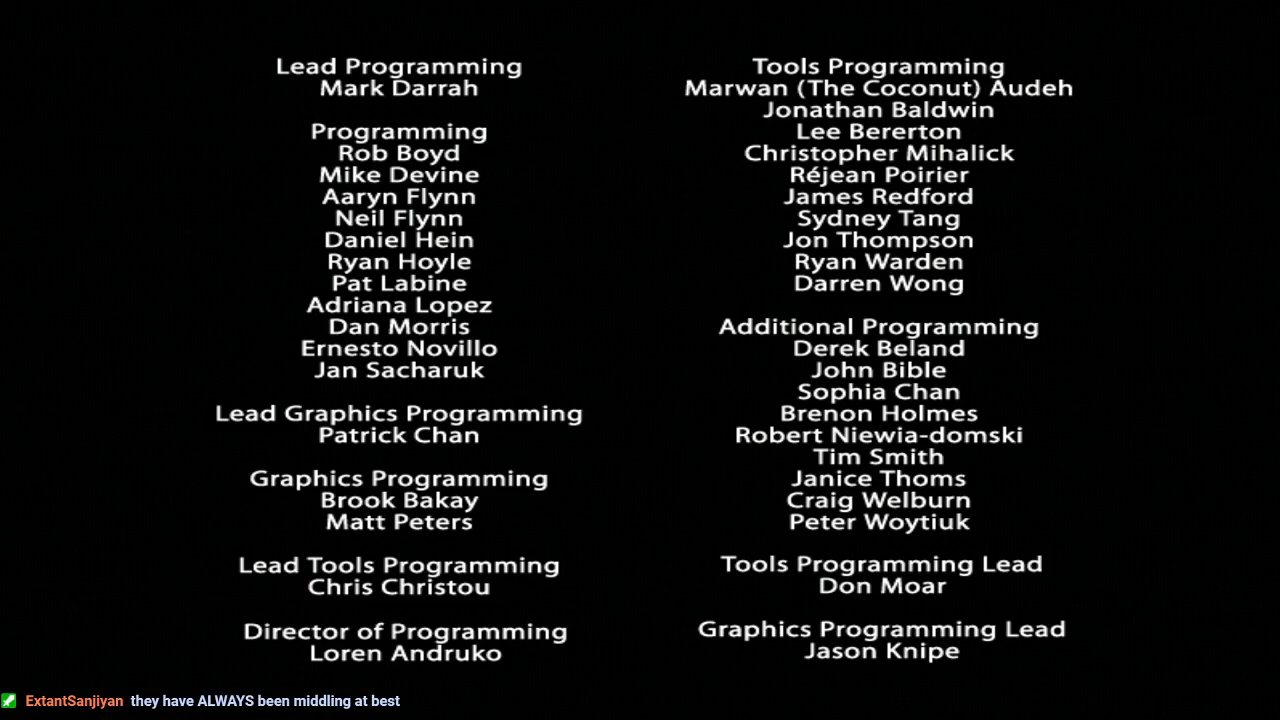 Lead Programming
Mark Darrah
Programming
Rob Boyd
Mike Devine
Aaryn Flynn
Neil Flynn
Daniel Hein
Ryan Hoyle
Pat Labine
Adriana Lopez
Dan Morris
Ernesto Novillo
Jan Sacharuk
Lead Graphics Programming
Patrick Chan
Graphics Programming
Brook Bakay
Matt Peters
Lead Tools Programming
Chris Christou
Director of Programming
Loren Andruko
Tools Programming
Marwan (The Coconut) Audeh
Jonathan Baldwin
Lee Bererton
Christopher Mihalick
Réjean Poirier
James Redford
Sydney Tang
Jon Thompson
Ryan Warden
Darren Wong
Additional Programming
Derek Beland
John Bible
Sophia Chan
Brenon Holmes
Robert Niewia-domski
Tim Smith
Janice Thoms
Craig Welburn
Peter Woytiuk
Tools Programming Lead
Don Moar
Graphics Programming Lead
Jason Knipe
ExtantSanjiyan they have ALWAYS been middling at best